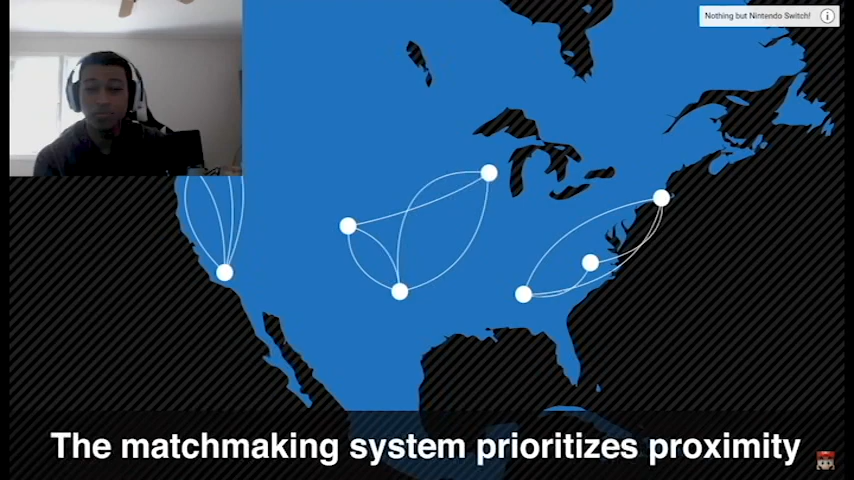 Nothing but Nintendo Switch!
The matchmaking system prioritizes proximity